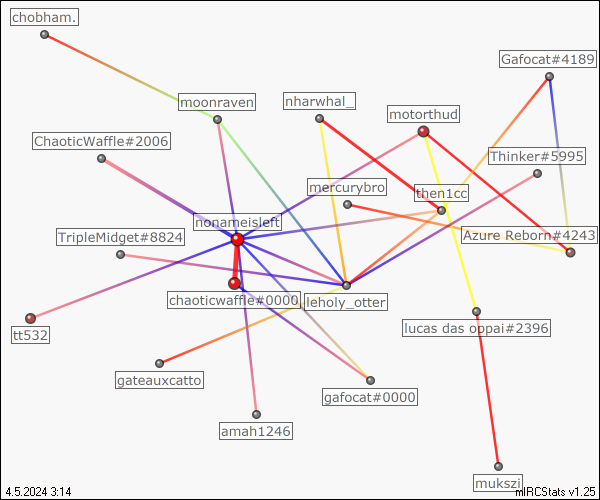 chobham.
Gafocat#4189
moonraven
nharwhal_
motorthud
ChaoticWaffle#2006
Thinker#5995
mercurybro
then1cc
nonameisleft
TripleMidget#8824
Azure Reborn#4243
chaoticwaffle#0000
leholy_otter
tt532
lucas das oppai#2396
gateauxcatto
gafocat#0000
amah1246
mukszi
4.5.2024 3:14
mIRCStats v1.25